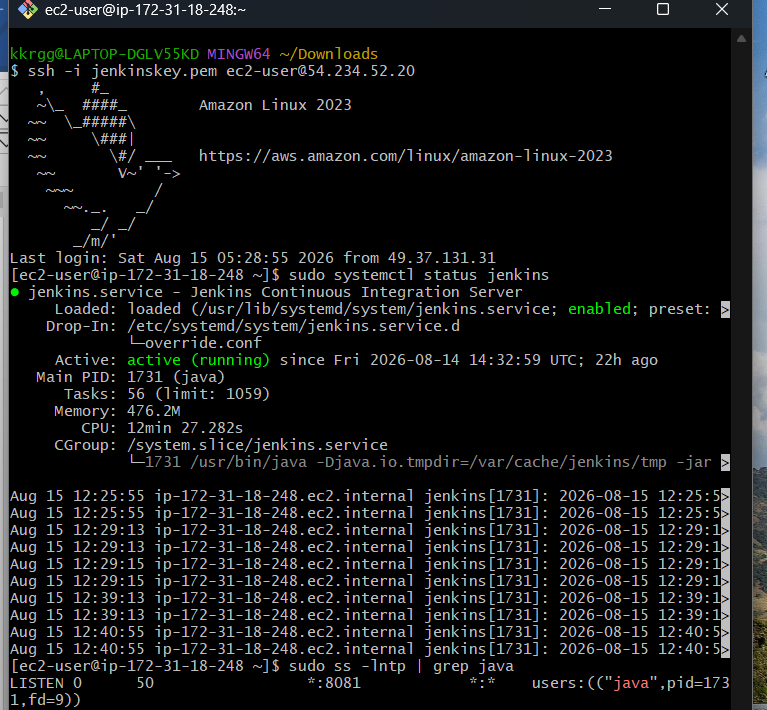 ec2-user@ip-172-31-18-248:~
kkrgg@LAPTOP-DGLV55KD MINGW64 ~/Downloads
$ ssh -i jenkinskey.pem ec2-user@54.234.52.20
   ,     #_
   ~\_  ####_        Amazon Linux 2023
  ~~  \_#####\
  ~~     \###|
  ~~       \#/ ___   https://aws.amazon.com/linux/amazon-linux-2023
   ~~       V~' '->
    ~~~         /
      ~~._.   _/
         _/ _/
       _/m/'
Last login: Sat Aug 15 05:28:55 2026 from 49.37.131.31
[ec2-user@ip-172-31-18-248 ~]$ sudo systemctl status jenkins
● jenkins.service - Jenkins Continuous Integration Server
     Loaded: loaded (/usr/lib/systemd/system/jenkins.service; enabled; preset: >
    Drop-In: /etc/systemd/system/jenkins.service.d
             └─override.conf
     Active: active (running) since Fri 2026-08-14 14:32:59 UTC; 22h ago
   Main PID: 1731 (java)
      Tasks: 56 (limit: 1059)
     Memory: 476.2M
        CPU: 12min 27.282s
     CGroup: /system.slice/jenkins.service
             └─1731 /usr/bin/java -Djava.io.tmpdir=/var/cache/jenkins/tmp -jar >
Aug 15 12:25:55 ip-172-31-18-248.ec2.internal jenkins[1731]: 2026-08-15 12:25:5>
Aug 15 12:25:55 ip-172-31-18-248.ec2.internal jenkins[1731]: 2026-08-15 12:25:5>
Aug 15 12:29:13 ip-172-31-18-248.ec2.internal jenkins[1731]: 2026-08-15 12:29:1>
Aug 15 12:29:13 ip-172-31-18-248.ec2.internal jenkins[1731]: 2026-08-15 12:29:1>
Aug 15 12:29:15 ip-172-31-18-248.ec2.internal jenkins[1731]: 2026-08-15 12:29:1>
Aug 15 12:29:15 ip-172-31-18-248.ec2.internal jenkins[1731]: 2026-08-15 12:29:1>
Aug 15 12:39:13 ip-172-31-18-248.ec2.internal jenkins[1731]: 2026-08-15 12:39:1>
Aug 15 12:39:13 ip-172-31-18-248.ec2.internal jenkins[1731]: 2026-08-15 12:39:1>
Aug 15 12:40:55 ip-172-31-18-248.ec2.internal jenkins[1731]: 2026-08-15 12:40:5>
Aug 15 12:40:55 ip-172-31-18-248.ec2.internal jenkins[1731]: 2026-08-15 12:40:5>
[ec2-user@ip-172-31-18-248 ~]$ sudo ss -lntp | grep java
LISTEN 0      50                 *:8081            *:*    users:(("java",pid=173
1,fd=9))